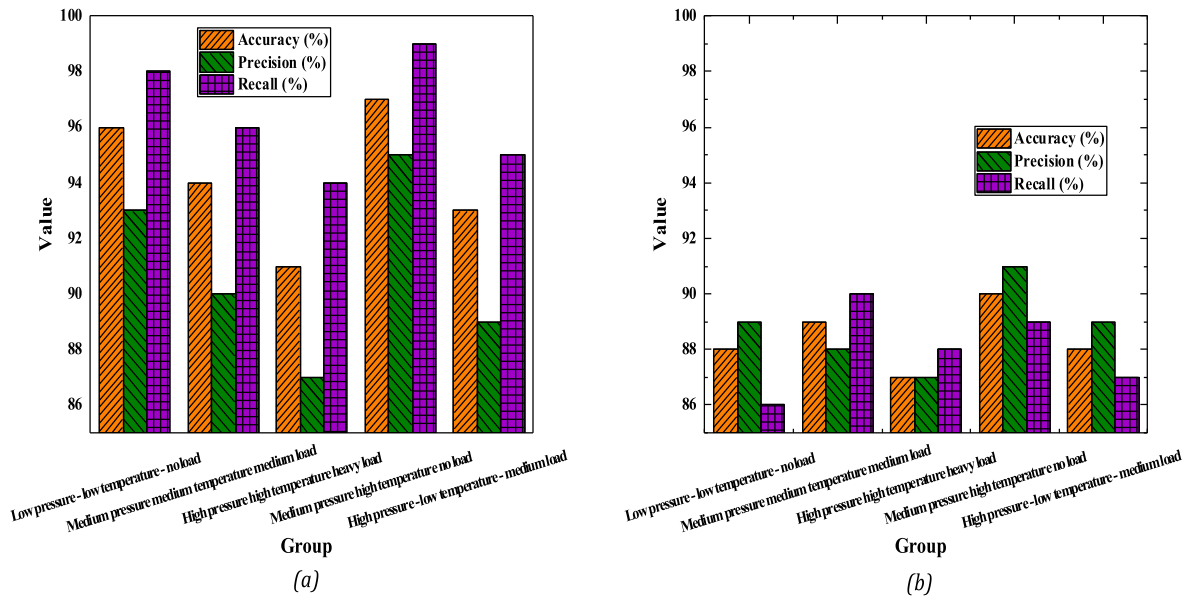 100
98
96
94
92
90
88
86
Value
Accuracy (%)
Precision (%)
Recall (%)
Low pressure - low temperature - no load
Medium pressure medium temperature medium load
High pressure high temperature heavy load
Medium pressure high temperature no load
High pressure - low temperature - medium load
Group
(a)
100
98
96
94
92
90
88
86
Value
Accuracy (%)
Precision (%)
Recall (%)
Low pressure - low temperature - no load
Medium pressure medium temperature medium load
High pressure high temperature heavy load
Medium pressure high temperature no load
High pressure - low temperature - medium load
Group
(b)